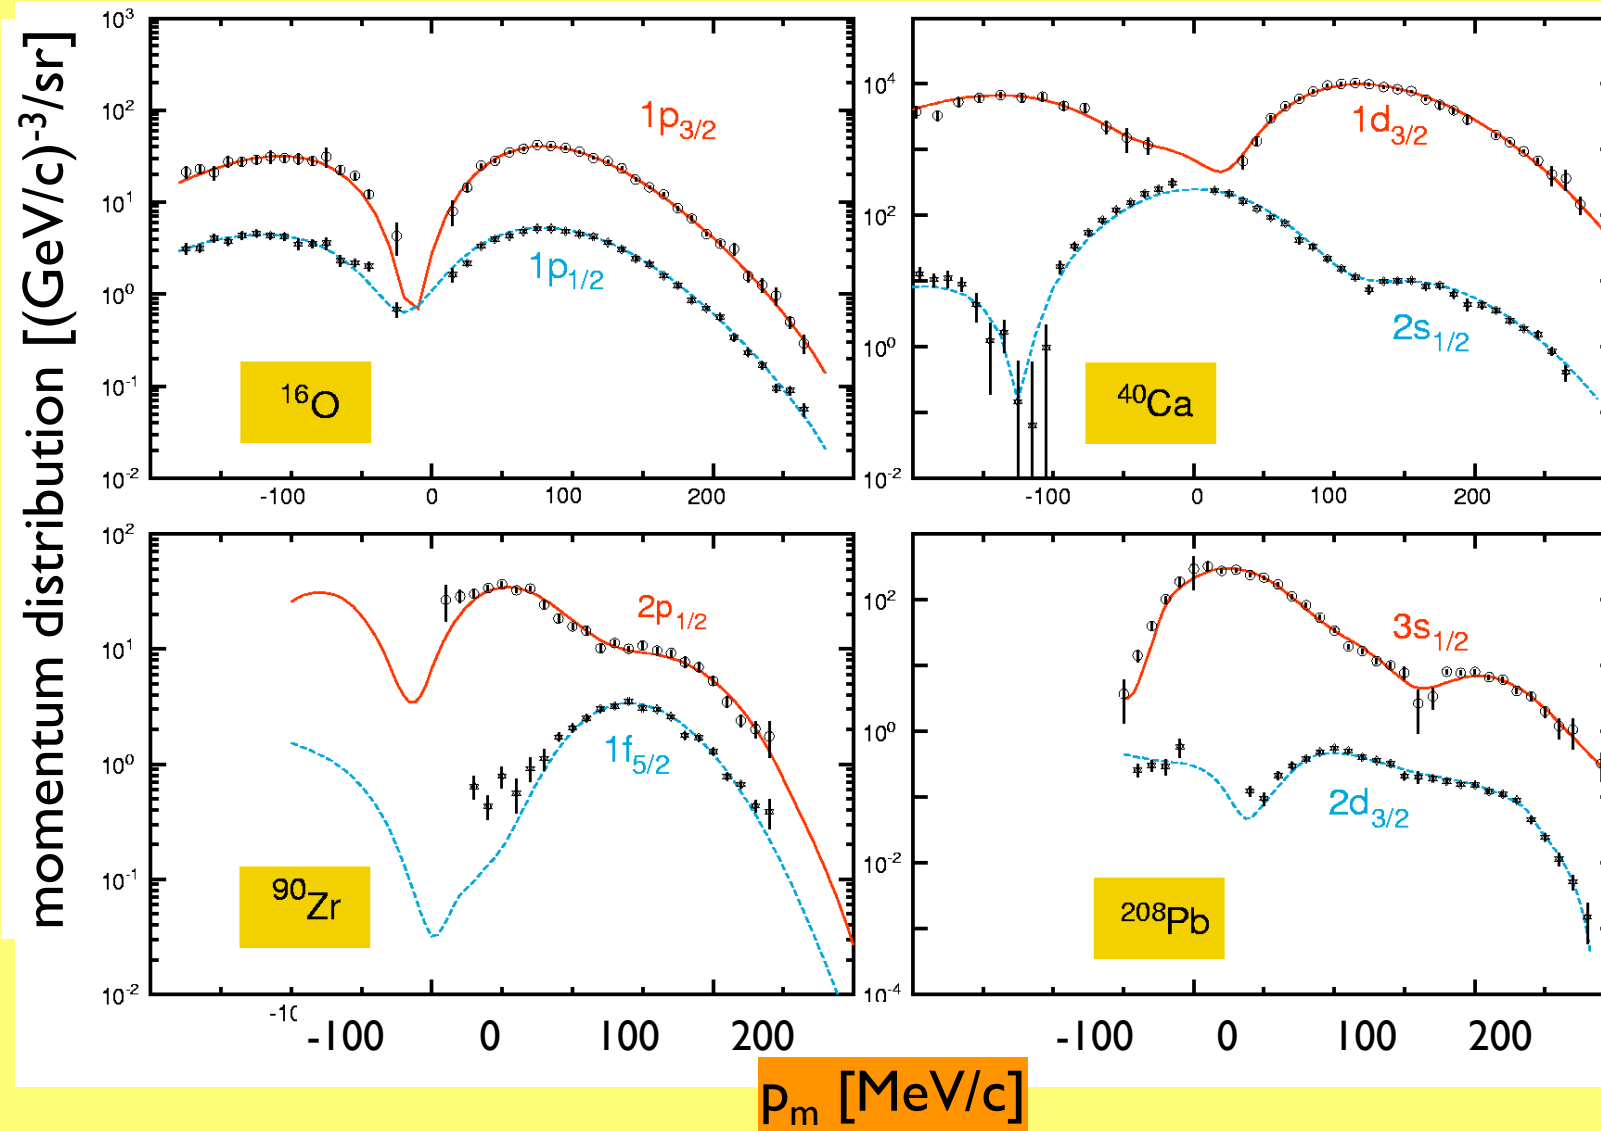 momentum distribution [(GeV/c)⁻³/sr]
10³
10²
10¹
10⁰
10⁻¹
10⁻²
1p₃/₂
1p₁/₂
¹⁶O
-100 0 100 200
10⁴
10²
10⁰
10⁻²
1d₃/₂
2s₁/₂
⁴⁰Ca
-100 0 100 200
10²
10¹
10⁰
10⁻¹
10⁻²
2p₁/₂
1f₅/₂
⁹⁰Zr
-100 0 100 200
10²
10⁰
10⁻²
10⁻⁴
3s₁/₂
2d₃/₂
²⁰⁸Pb
-100 0 100 200
pₘ [MeV/c]